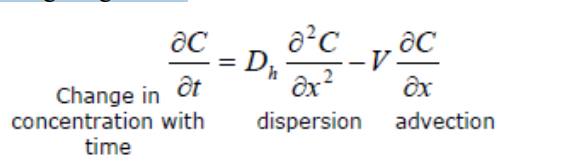 ∂C/∂t = D_h ∂²C/∂x² − V ∂C/∂x
Change in
concentration with
time
dispersion advection